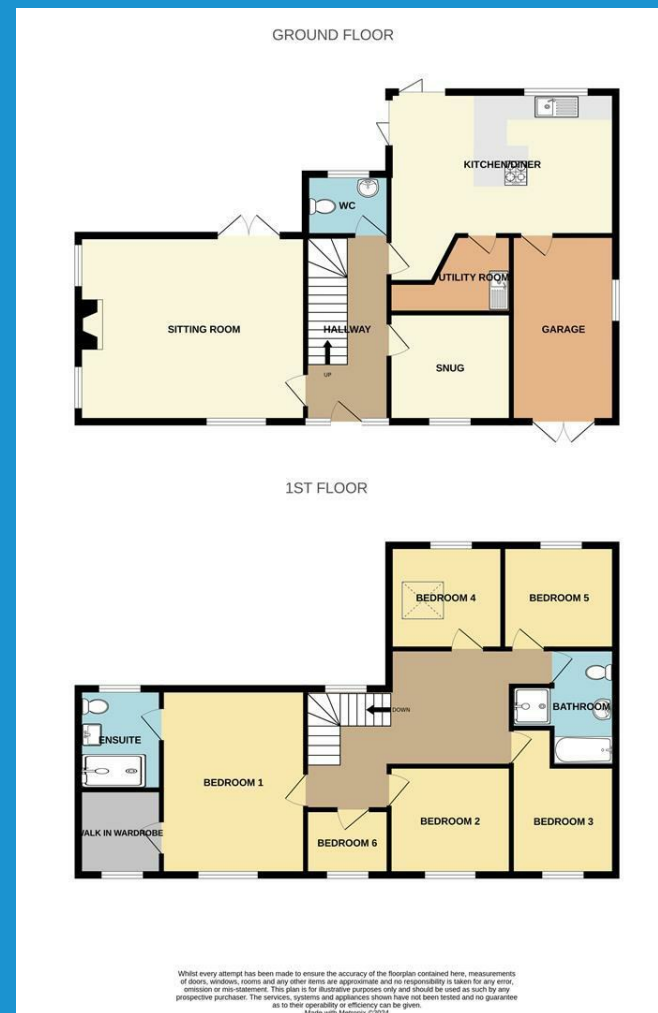 GROUND FLOOR
KITCHEN/DINER
WC
UTILITY ROOM
SITTING ROOM
HALLWAY
GARAGE
SNUG
UP
1ST FLOOR
BEDROOM 4
BEDROOM 5
DOWN
BATHROOM
ENSUITE
BEDROOM 1
BEDROOM 2
BEDROOM 3
WALK IN WARDROBE
BEDROOM 6
Whilst every attempt has been made to ensure the accuracy of the floorplan contained here, measurements
of doors, windows, rooms and any other items are approximate and no responsibility is taken for any error,
omission or mis-statement. This plan is for illustrative purposes only and should be used as such by any
prospective purchaser. The services, systems and appliances shown have not been tested and no guarantee
as to their operability or efficiency can be given.
Made with Metropix ©2024